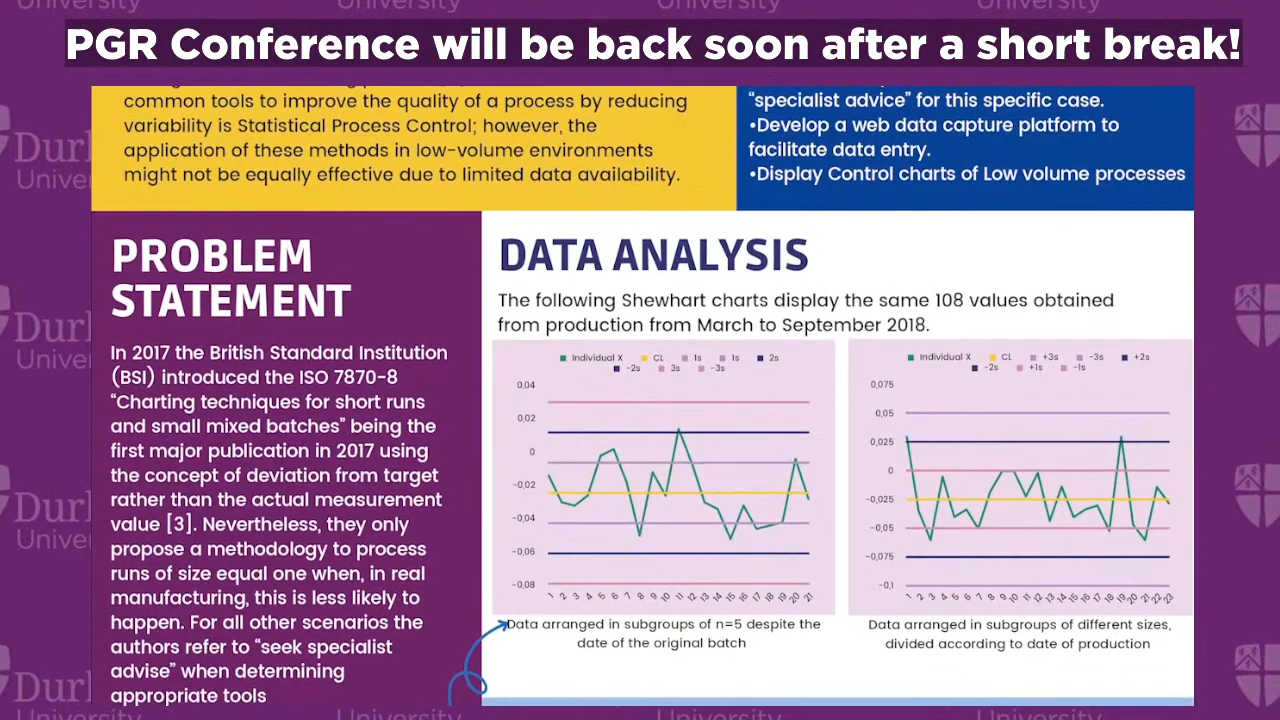 University
University
University
University
PGR Conference will be back soon after a short break!
common tools to improve the quality of a process by reducing
variability is Statistical Process Control; however, the
application of these methods in low-volume environments
might not be equally effective due to limited data availability.
“specialist advice” for this specific case.
•Develop a web data capture platform to
facilitate data entry.
•Display Control charts of Low volume processes
PROBLEM
STATEMENT
In 2017 the British Standard Institution
(BSI) introduced the ISO 7870-8
“Charting techniques for short runs
and small mixed batches” being the
first major publication in 2017 using
the concept of deviation from target
rather than the actual measurement
value [3]. Nevertheless, they only
propose a methodology to process
runs of size equal one when, in real
manufacturing, this is less likely to
happen. For all other scenarios the
authors refer to “seek specialist
advise” when determining
appropriate tools
DATA ANALYSIS
The following Shewhart charts display the same 108 values obtained
from production from March to September 2018.
Individual X CL 1s 1s 2s
-2s 3s -3s
0,04
0,02
0
-0,02
-0,04
-0,06
-0,08
1 2 3 4 5 6 7 8 9 10 11 12 13 14 15 16 17 18 19 20 21
Data arranged in subgroups of n=5 despite the
date of the original batch
Individual X CL +3s -3s +2s
-2s +1s -1s
0,075
0,05
0,025
0
-0,025
-0,05
-0,075
-0,1
1 2 3 4 5 6 7 8 9 10 11 12 13 14 15 16 17 18 19 20 21 22 23
Data arranged in subgroups of different sizes,
divided according to date of production
University
University
University
University